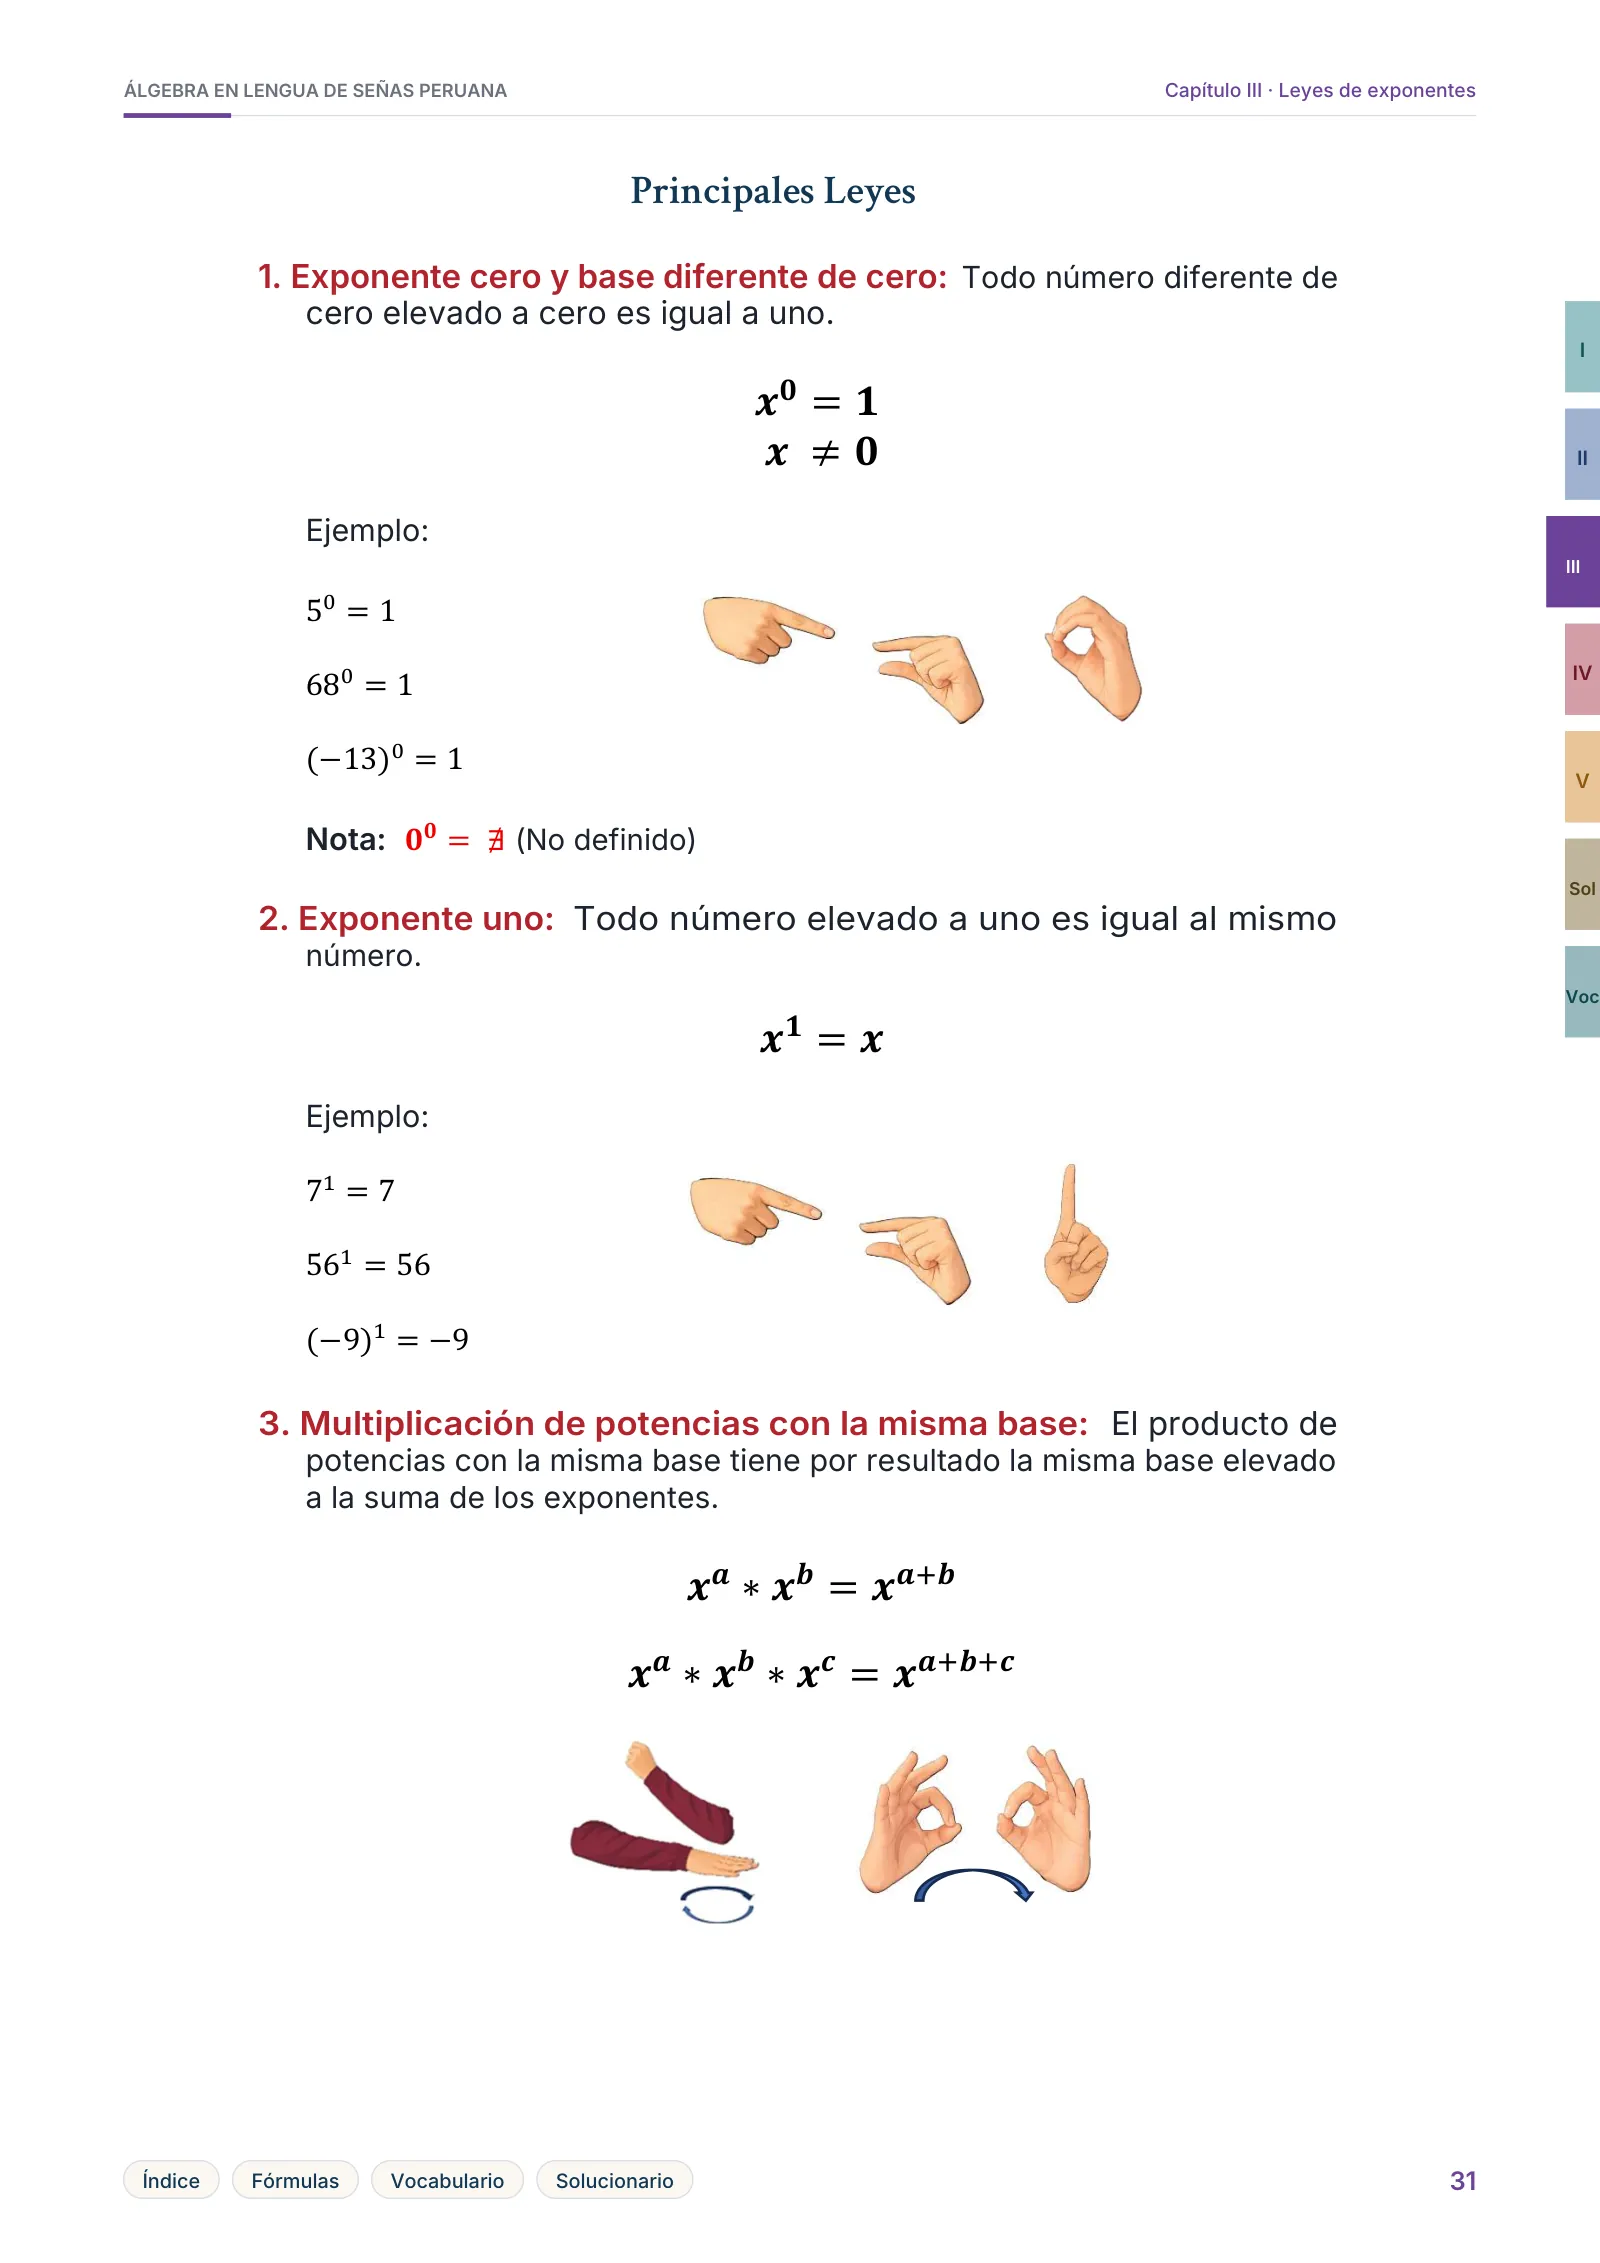 ÁLGEBRA EN LENGUA DE SEÑAS PERUANA
Capítulo III · Leyes de exponentes
Principales Leyes
1. Exponente cero y base diferente de cero: Todo número diferente de
cero elevado a cero es igual a uno.
x⁰ = 1
x ≠ 0
Ejemplo:
5⁰ = 1
68⁰ = 1
(−13)⁰ = 1
Nota: 0⁰ = ∄ (No definido)
2. Exponente uno: Todo número elevado a uno es igual al mismo
número.
x¹ = x
Ejemplo:
7¹ = 7
56¹ = 56
(−9)¹ = −9
3. Multiplicación de potencias con la misma base: El producto de
potencias con la misma base tiene por resultado la misma base elevado
a la suma de los exponentes.
xᵃ ∗ xᵇ = xᵃ⁺ᵇ
xᵃ ∗ xᵇ ∗ xᶜ = xᵃ⁺ᵇ⁺ᶜ
I
II
III
IV
V
Sol
Voc
Índice Fórmulas Vocabulario Solucionario
31